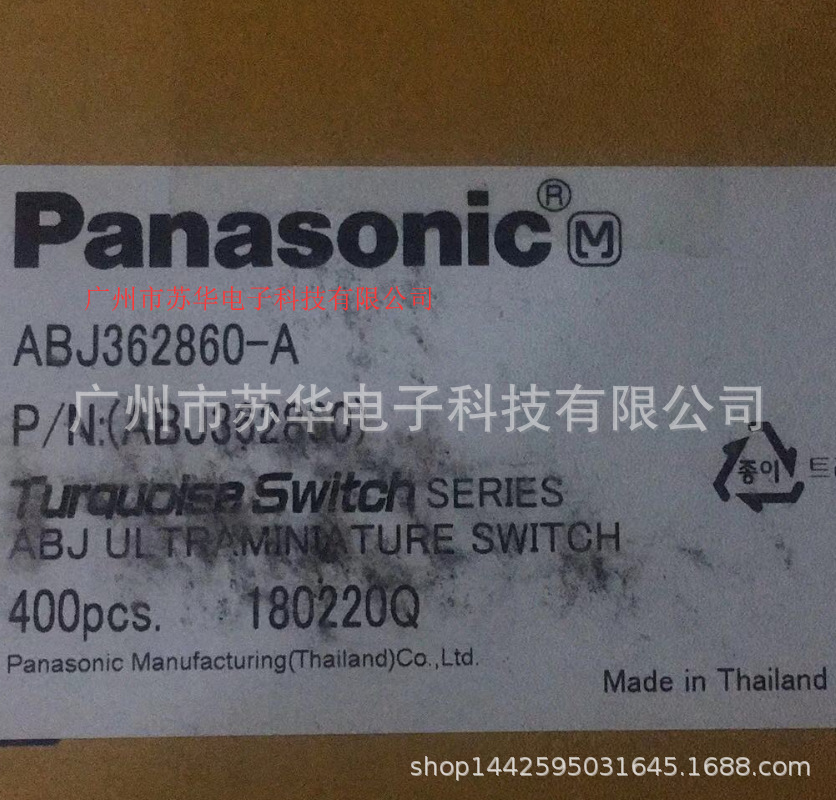 Panasonic® M
广州市苏华电子科技有限公司
ABJ362860-A
广州市苏华电子科技有限公司
P/N:
Turquoise Switch SERIES
종이
ABJ ULTRAMINIATURE SWITCH
400pcs. 180220Q
Panasonic Manufacturing(Thailand)Co.,Ltd.
Made in Thailand
shop1442595031645.1688.com